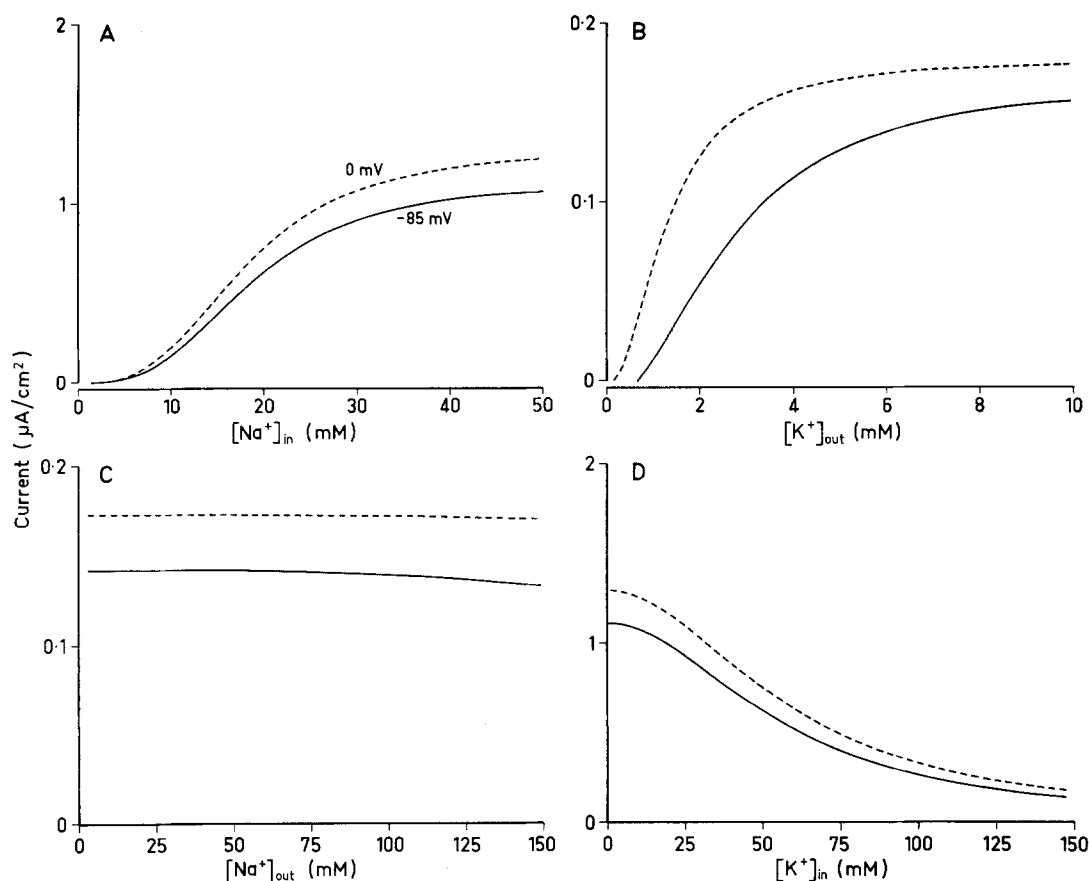 A
2
1
0
0 mV
-85 mV
0 10 20 30 40 50
[Na⁺]in (mM)
B
0·2
0·1
0
0 2 4 6 8 10
[K⁺]out (mM)
Current (µA/cm²)
C
0·2
0·1
0
0 25 50 75 100 125 150
[Na⁺]out (mM)
D
2
1
0
0 25 50 75 100 125 150
[K⁺]in (mM)